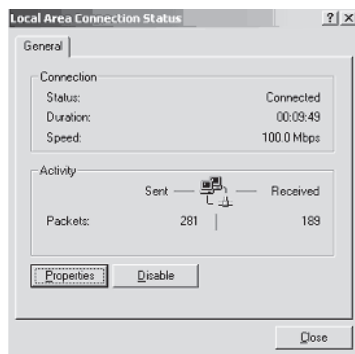 Local Area Connection Status ? ×
General
Connection
Status: Connected
Duration: 00:09:49
Speed: 100.0 Mbps
Activity
Sent Received
Packets: 281 189
Properties Disable
Close